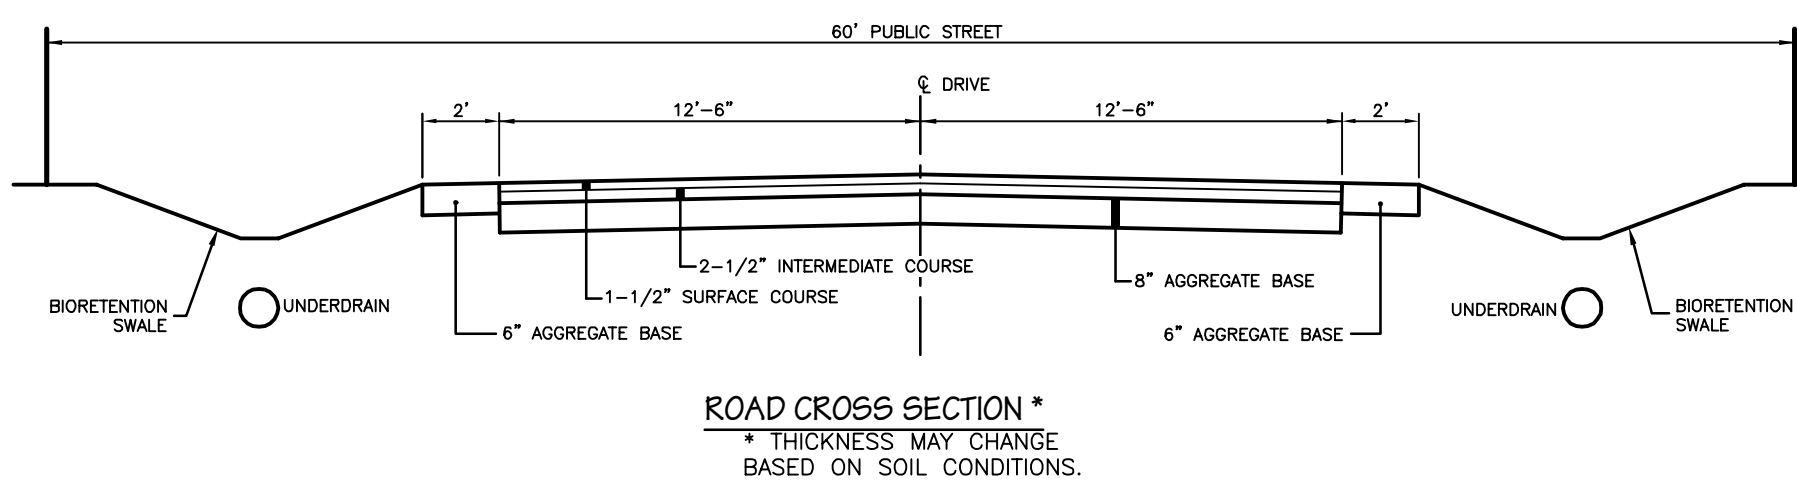 60' PUBLIC STREET
℄ DRIVE
2'
12'-6"
12'-6"
2'
2-1/2" INTERMEDIATE COURSE
8" AGGREGATE BASE
1-1/2" SURFACE COURSE
BIORETENTION
SWALE
UNDERDRAIN
6" AGGREGATE BASE
6" AGGREGATE BASE
UNDERDRAIN
BIORETENTION
SWALE
ROAD CROSS SECTION *
* THICKNESS MAY CHANGE
BASED ON SOIL CONDITIONS.